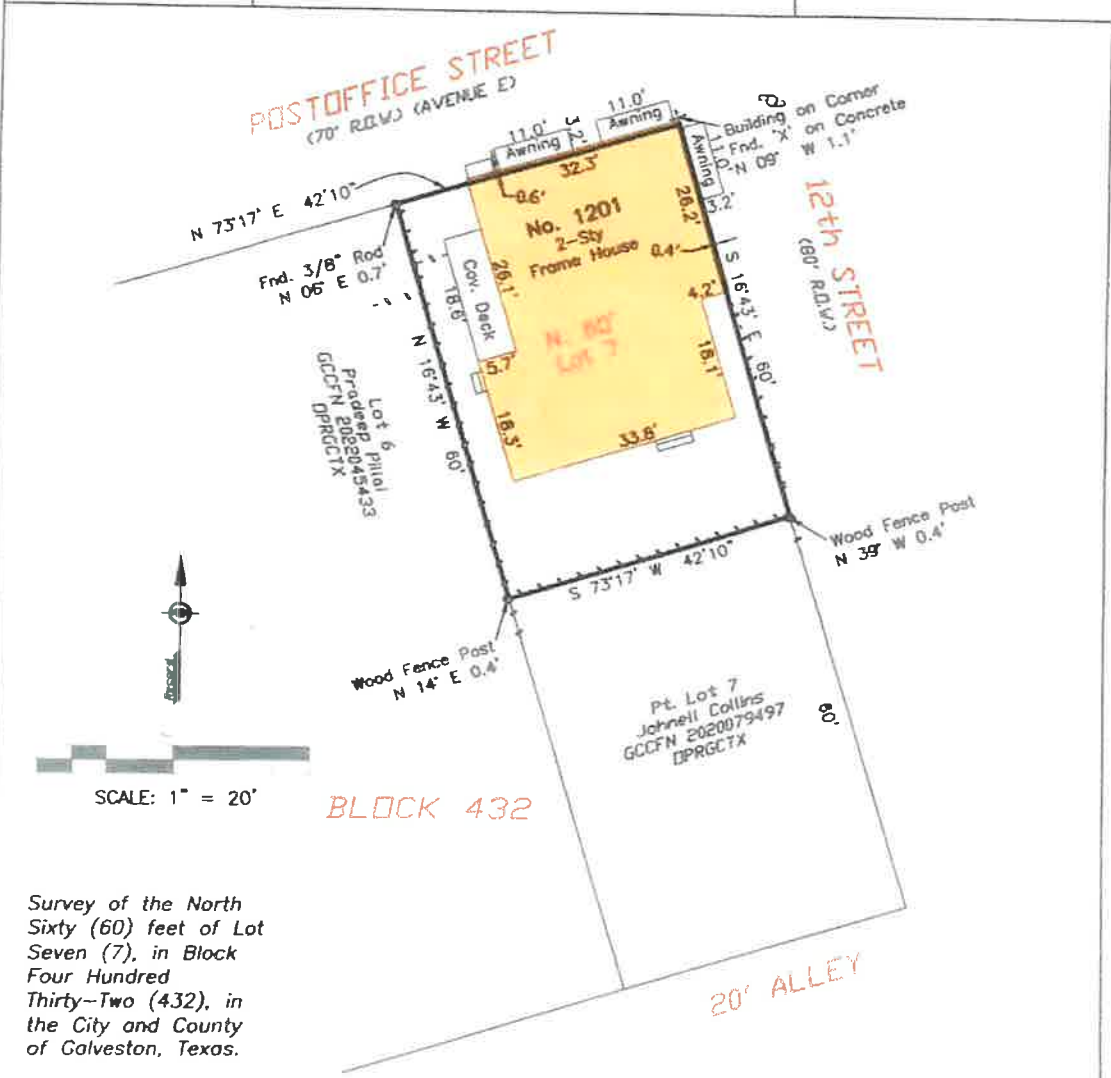 POSTOFFICE STREET
(70' R.O.W.) (AVENUE E)
N 73°17' E 42'10"
11.0'
Awning
3.2'
11.0'
Awning
32.3'
0.6'
Building on Corner
Fnd. 'X' on Concrete
N 09° W 1.1'
Awning
11.0'
3.2'
26.2'
12th STREET
(80' R.O.W.)
No. 1201
2-Sty
Frame House
0.4'
4.2'
S 16°43' E 60'
Fnd. 3/8" Rod
N 06° E 0.7'
26.1'
Cov. Deck
18.6'
5.7'
N. 60'
Lot 7
18.1'
N 16°43' W 60'
18.3'
33.8'
Lot 6
Pradeep Pillai
GCCFN 2022045433
OPRGCTX
Wood Fence Post
N 39° W 0.4'
S 73°17' W 42'10"
Wood Fence Post
N 14° E 0.4'
Pt. Lot 7
Johnell Collins
GCCFN 2020079497
OPRGCTX
60'
SCALE: 1" = 20'
BLOCK 432
20' ALLEY
Survey of the North
Sixty (60) feet of Lot
Seven (7), in Block
Four Hundred
Thirty-Two (432), in
the City and County
of Galveston, Texas.